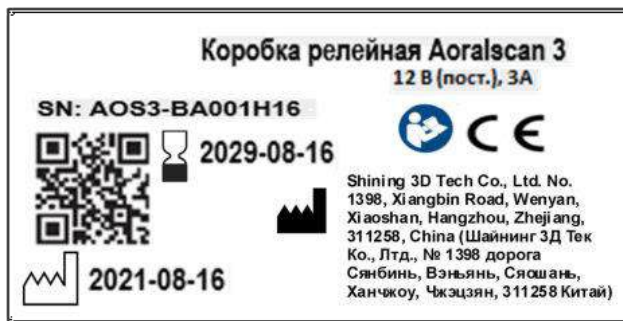 Коробка релейная Aoralscan 3
12 В (пост.), 3А
SN: AOS3-BA001H16
2029-08-16
CE
Shining 3D Tech Co., Ltd. No.
1398, Xiangbin Road, Wenyan,
Xiaoshan, Hangzhou, Zhejiang,
311258, China (Шайнинг 3Д Тек
Ко., Лтд., № 1398 дорога
Сянбинь, Вэньянь, Сяошань,
Ханчжоу, Чжэцзян, 311258 Китай)
2021-08-16